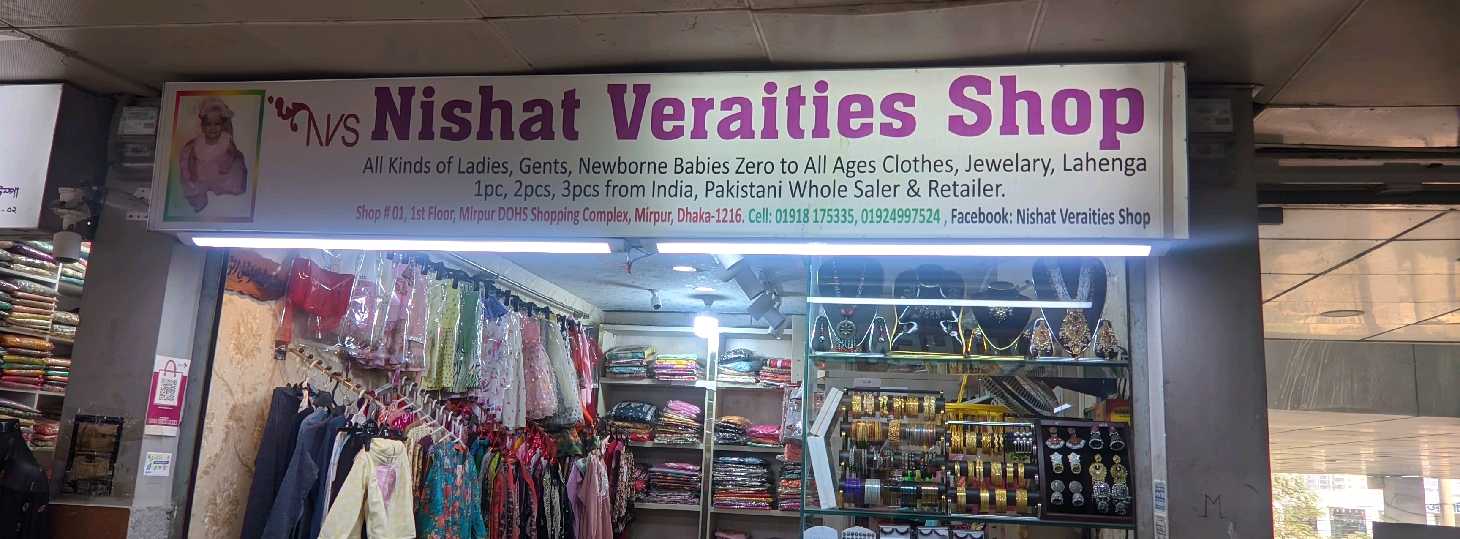 NVS Nishat Veraities Shop
All Kinds of Ladies, Gents, Newborne Babies Zero to All Ages Clothes, Jewelary, Lahenga
1pc, 2pcs, 3pcs from India, Pakistani Whole Saler & Retailer.
Shop # 01, 1st Floor, Mirpur DOHS Shopping Complex, Mirpur, Dhaka-1216. Cell: 01918 175335, 01924997524 , Facebook: Nishat Veraities Shop
M